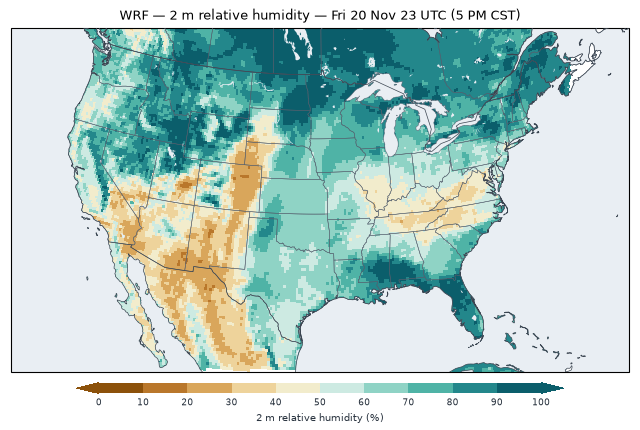 WRF — 2 m relative humidity — Fri 20 Nov 23 UTC (5 PM CST)
0 10 20 30 40 50 60 70 80 90 100
2 m relative humidity (%)